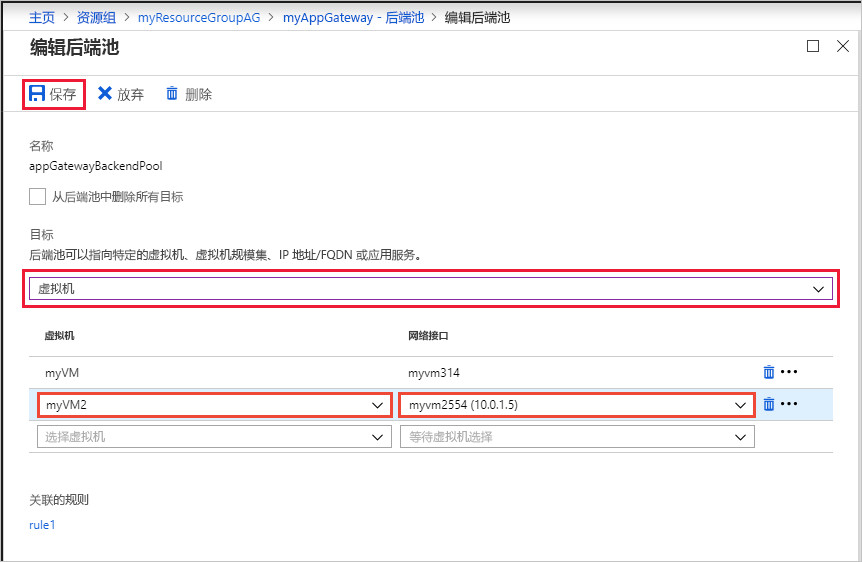 主页 > 资源组 > myResourceGroupAG > myAppGateway - 后端池 > 编辑后端池
编辑后端池
保存 放弃 删除
名称
appGatewayBackendPool
从后端池中删除所有目标
目标
后端池可以指向特定的虚拟机、虚拟机规模集、IP 地址/FQDN 或应用服务。
虚拟机
虚拟机 网络接口
myVM myvm314
myVM2 myvm2554 (10.0.1.5)
选择虚拟机 等待虚拟机选择
关联的规则
rule1